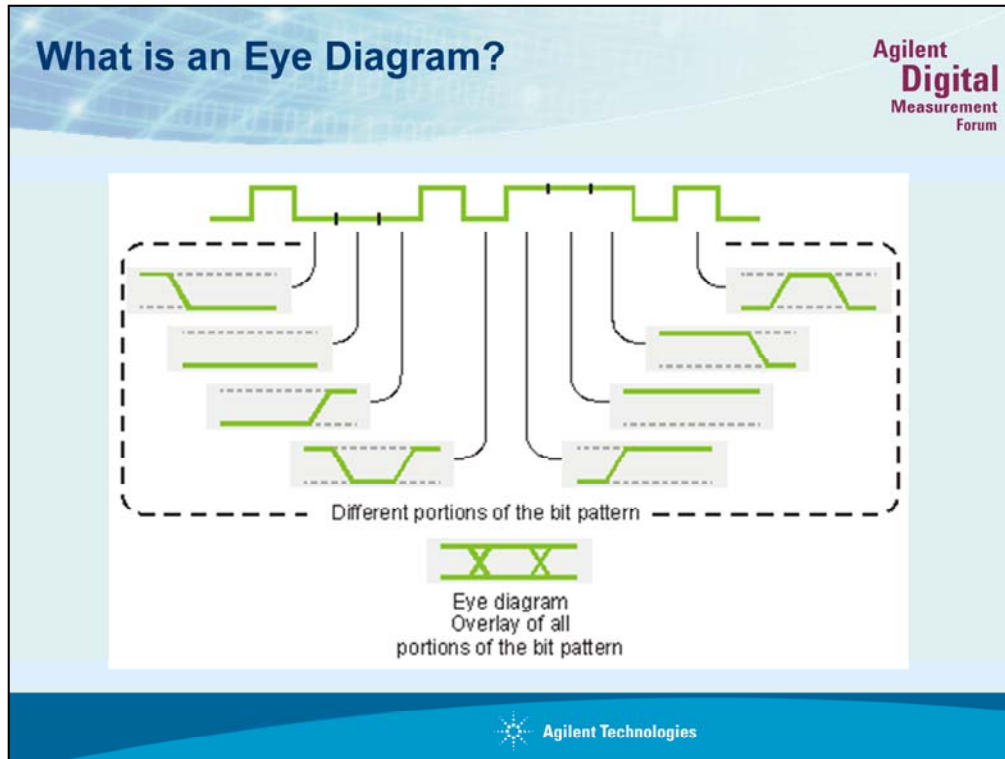 What is an Eye Diagram?
Agilent
Digital
Measurement
Forum
Different portions of the bit pattern
Eye diagram
Overlay of all
portions of the bit pattern
Agilent Technologies